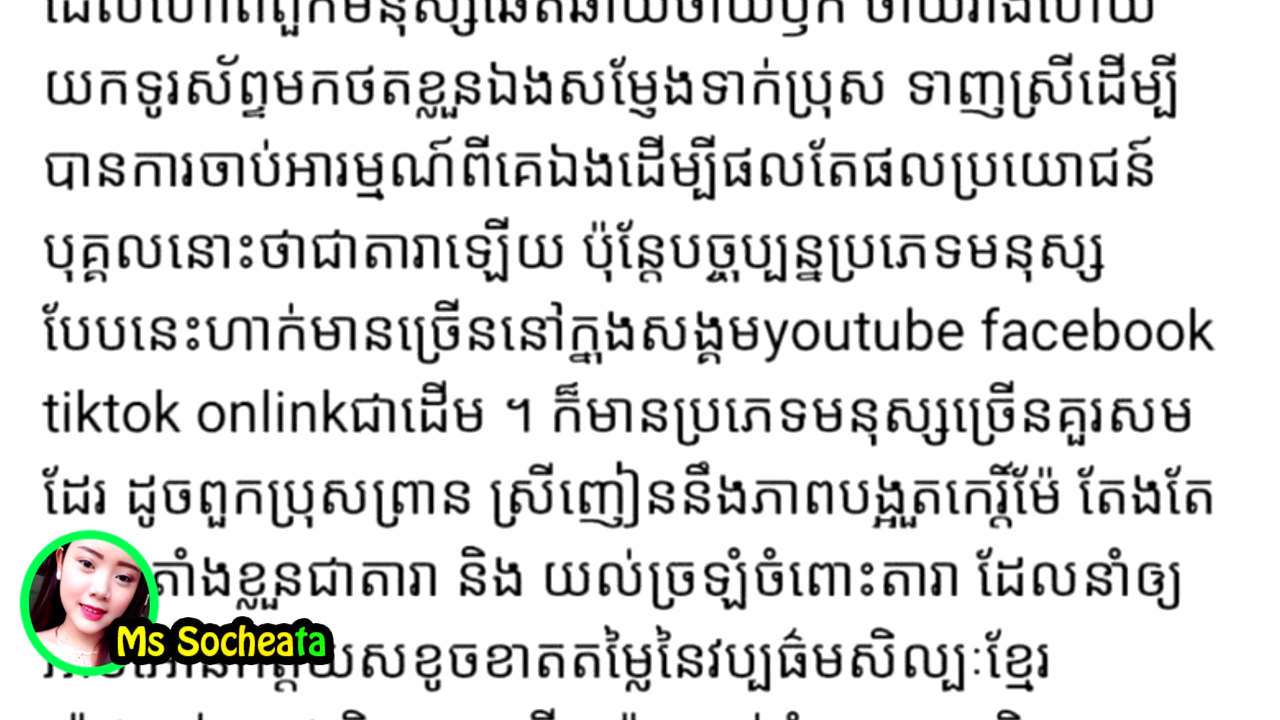 យកទូរស័ព្ទមកថតខ្លួនឯងសម្ញែងទាក់ប្រុស ទាញស្រីដើម្បី
បានការចាប់អារម្មណ៍ពីគេឯងដើម្បីផលតែផលប្រយោជន៍
បុគ្គលនោះថាជាតារាឡើយ ប៉ុន្តែបច្ចុប្បន្នប្រភេទមនុស្ស
បែបនេះហាក់មានច្រើននៅក្នុងសង្គមyoutube facebook
tiktok onlinkជាដើម ។ ក៏មានប្រភេទមនុស្សច្រើនគួរសម
ដែរ ដូចពួកប្រុសព្រាន ស្រីញៀននឹងភាពបង្អួតកេរ្តិ៍ម៉ែ តែងតែ
តាំងខ្លួនជាតារា និង យល់ច្រឡំចំពោះតារា ដែលនាំឲ្យ
Ms Socheata
សខូចខាតតម្លៃនៃវប្បធ៌មសិល្បៈខ្មែរ